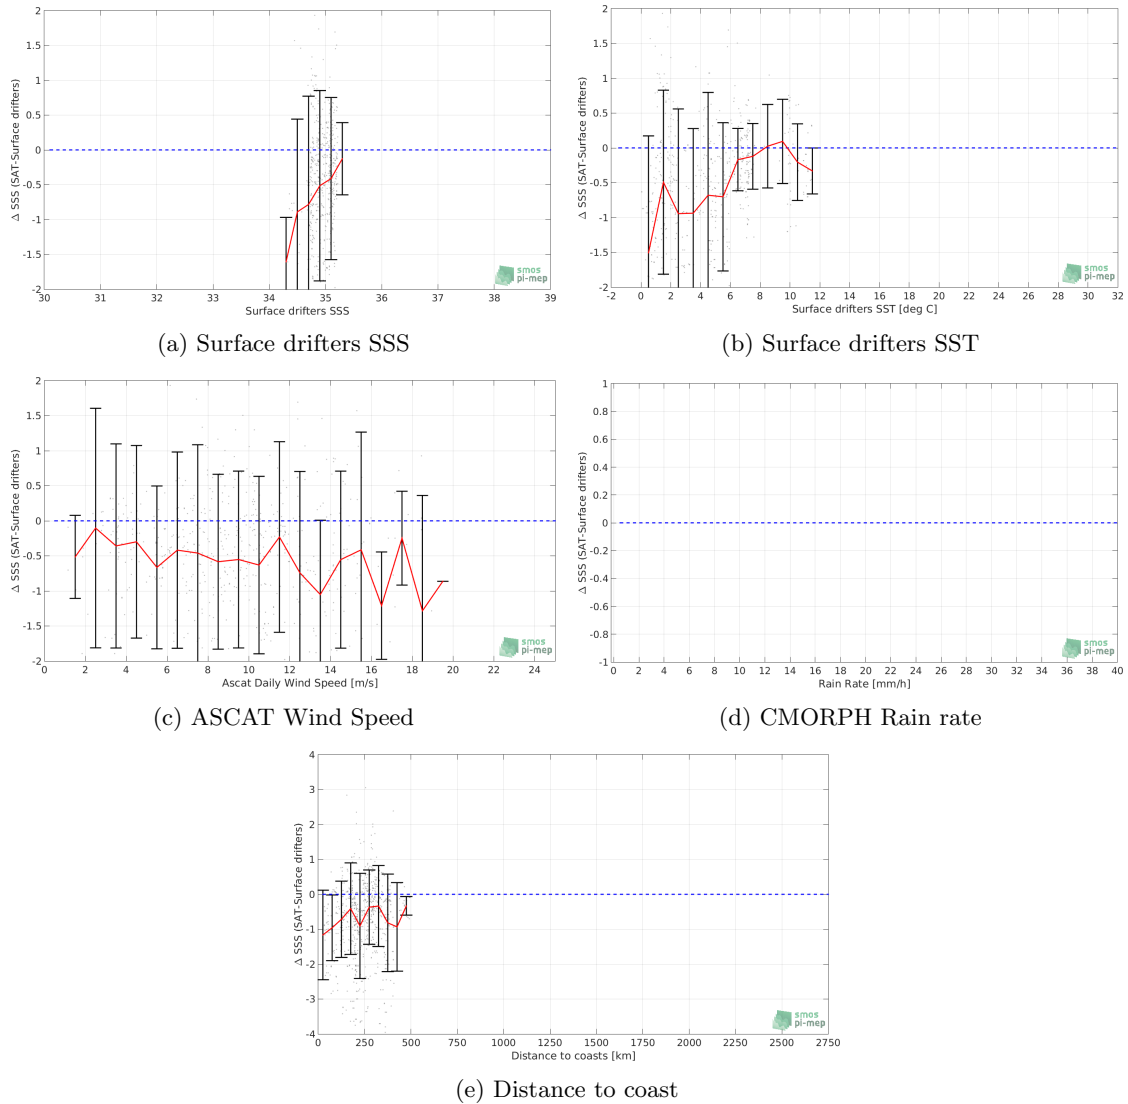 Δ SSS (SAT-Surface drifters)
2
1.5
1
0.5
0
-0.5
-1
-1.5
-2
30 31 32 33 34 35 36 37 38 39
Surface drifters SSS
smos
pi-mep
(a) Surface drifters SSS
Δ SSS (SAT-Surface drifters)
2
1.5
1
0.5
0
-0.5
-1
-1.5
-2
-2 0 2 4 6 8 10 12 14 16 18 20 22 24 26 28 30 32
Surface drifters SST [deg C]
smos
pi-mep
(b) Surface drifters SST
Δ SSS (SAT-Surface drifters)
2
1.5
1
0.5
0
-0.5
-1
-1.5
-2
0 2 4 6 8 10 12 14 16 18 20 22 24
Ascat Daily Wind Speed [m/s]
smos
pi-mep
(c) ASCAT Wind Speed
Δ SSS (SAT-Surface drifters)
1
0.8
0.6
0.4
0.2
0
-0.2
-0.4
-0.6
-0.8
-1
0 2 4 6 8 10 12 14 16 18 20 22 24 26 28 30 32 34 36 38 40
Rain Rate [mm/h]
smos
pi-mep
(d) CMORPH Rain rate
Δ SSS (SAT-Surface drifters)
4
3
2
1
0
-1
-2
-3
-4
0 250 500 750 1000 1250 1500 1750 2000 2250 2500 2750
Distance to coasts [km]
smos
pi-mep
(e) Distance to coast